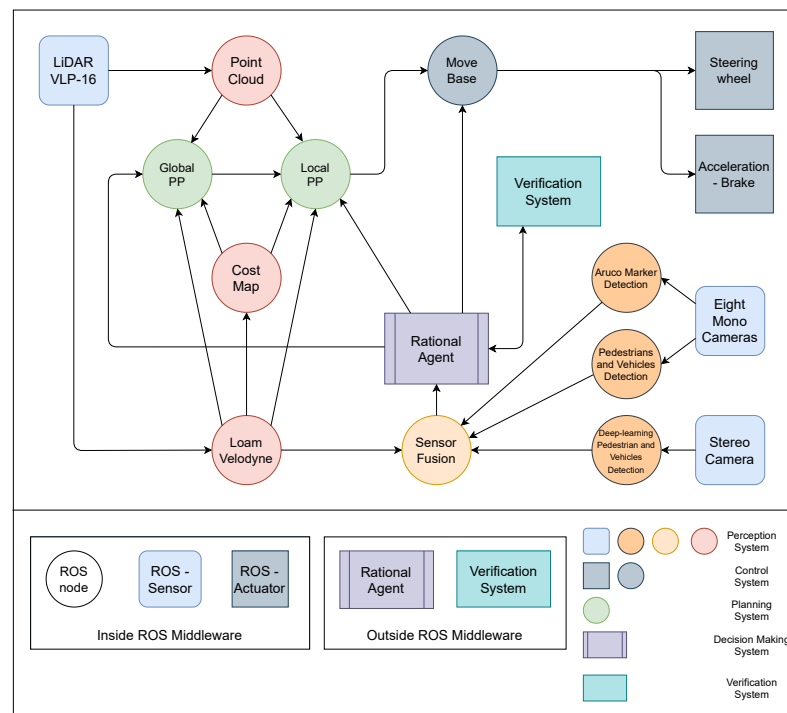 LiDAR
VLP-16
Point
Cloud
Move
Base
Steering
wheel
Global
PP
Local
PP
Verification
System
Acceleration
- Brake
Cost
Map
Aruco Marker
Detection
Eight
Mono
Cameras
Rational
Agent
Pedestrians
and Vehicles
Detection
Loam
Velodyne
Sensor
Fusion
Deep-learning
Pedestrian and
Vehicles
Detection
Stereo
Camera
ROS
node
ROS -
Sensor
ROS -
Actuator
Inside ROS Middleware
Rational
Agent
Verification
System
Outside ROS Middleware
Perception
System
Control
System
Planning
System
Decision Making
System
Verification
System